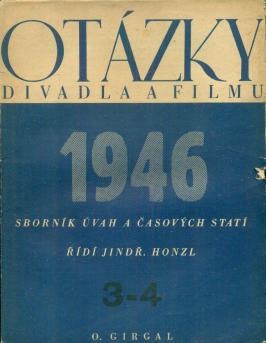 OTÁZKY
DIVADLA A FILMU
1946
SBORNÍK ÚVAH A ČASOVÝCH STATÍ
ŘÍDÍ JINDŘ. HONZL
3-4
O. GIRGAL